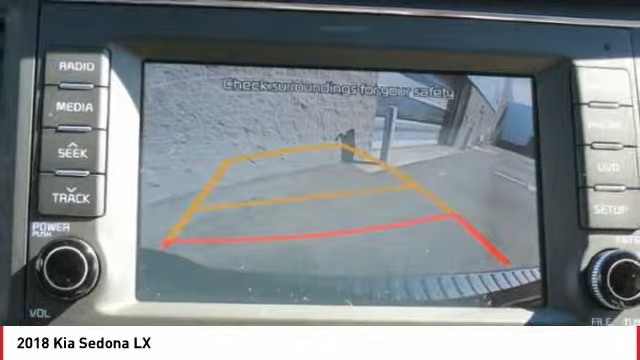 RADIO
MEDIA
SEEK
TRACK
POWER
PUSH
VOL
Check surroundings for your safety
PHONE
UVO
SETUP
FILE
2018 Kia Sedona LX